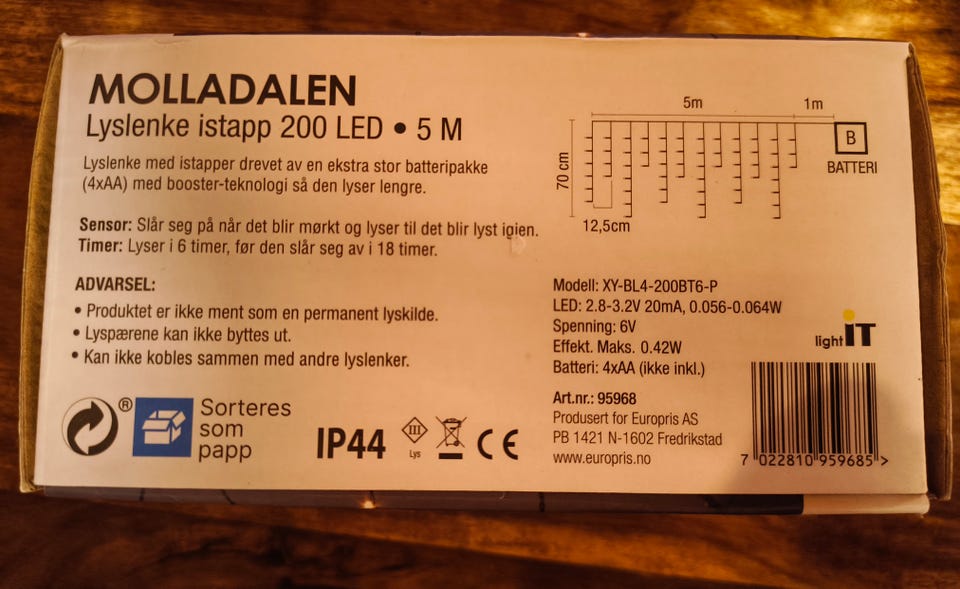 MOLLADALEN
Lyslenke istapp 200 LED • 5 M
Lyslenke med istapper drevet av en ekstra stor batteripakke
(4xAA) med booster-teknologi så den lyser lengre.
Sensor: Slår seg på når det blir mørkt og lyser til det blir lyst igjen.
Timer: Lyser i 6 timer, før den slår seg av i 18 timer.
ADVARSEL:
• Produktet er ikke ment som en permanent lyskilde.
• Lyspærene kan ikke byttes ut.
• Kan ikke kobles sammen med andre lyslenker.
®
Sorteres
som
papp
IP44
III
Lys
CE
5m
1m
70 cm
12,5cm
B
BATTERI
Modell: XY-BL4-200BT6-P
LED: 2.8-3.2V 20mA, 0.056-0.064W
Spenning: 6V
Effekt. Maks. 0.42W
Batteri: 4xAA (ikke inkl.)
light iT
Art.nr.: 95968
Produsert for Europris AS
PB 1421 N-1602 Fredrikstad
www.europris.no
7 022810 959685 >